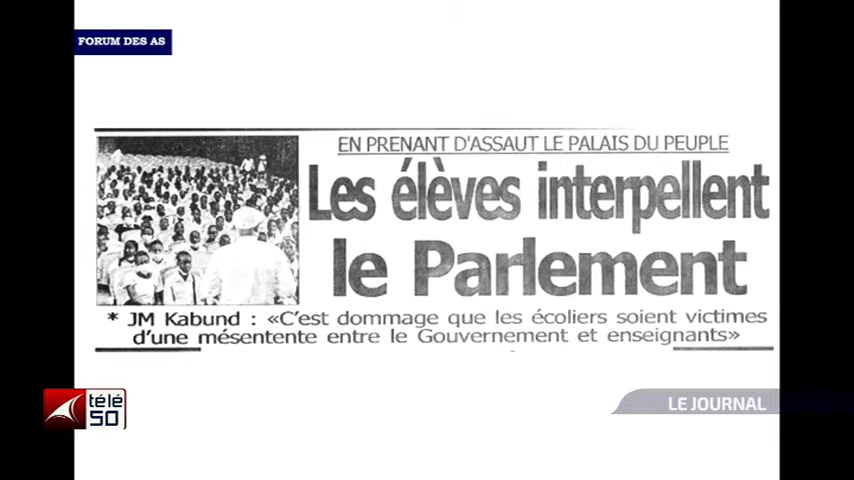 FORUM DES AS
EN PRENANT D'ASSAUT LE PALAIS DU PEUPLE
Les élèves interpellent
le Parlement
* JM Kabund : «C'est dommage que les écoliers soient victimes
d'une mésentente entre le Gouvernement et enseignants»
télé
50
LE JOURNAL